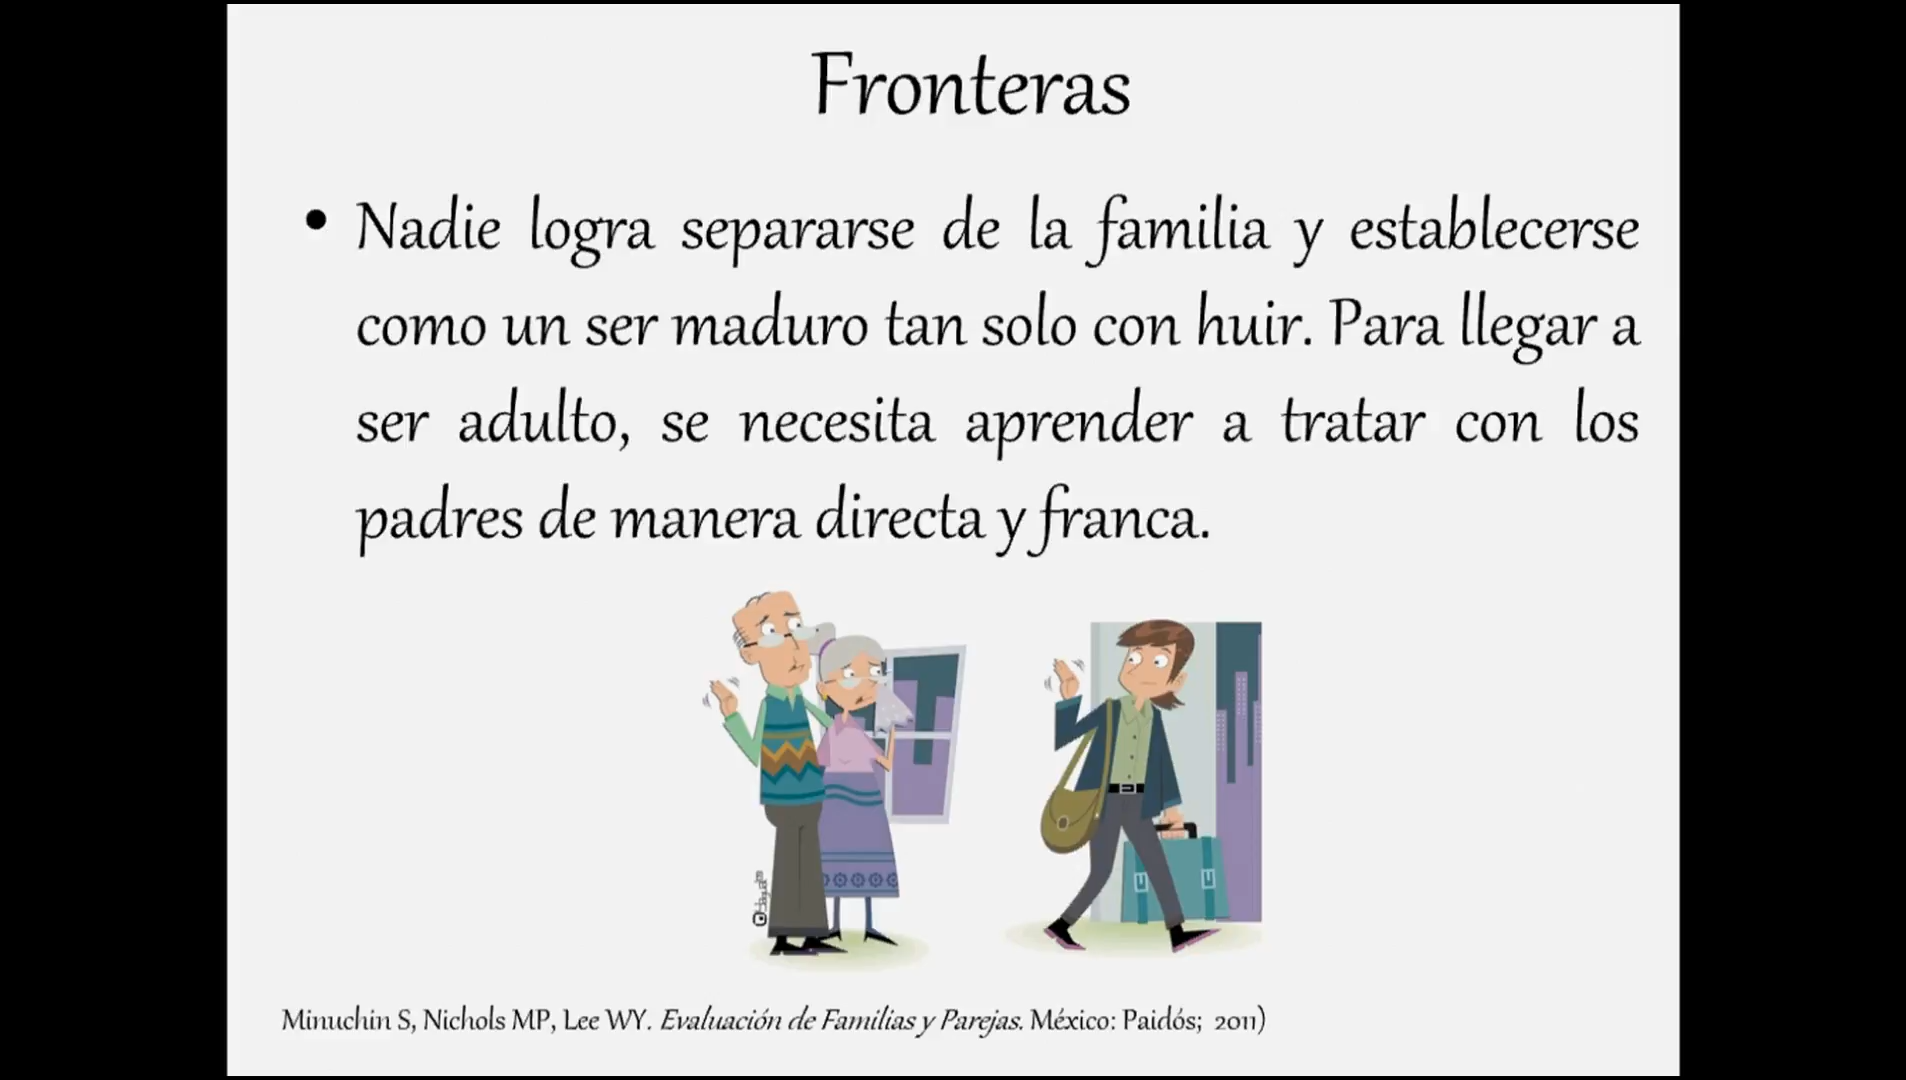 Fronteras
• Nadie logra separarse de la familia y establecerse
como un ser maduro tan solo con huir. Para llegar a
ser adulto, se necesita aprender a tratar con los
padres de manera directa y franca.
Minuchin S, Nichols MP, Lee WY. Evaluación de Familias y Parejas. México: Paidós; 2011)